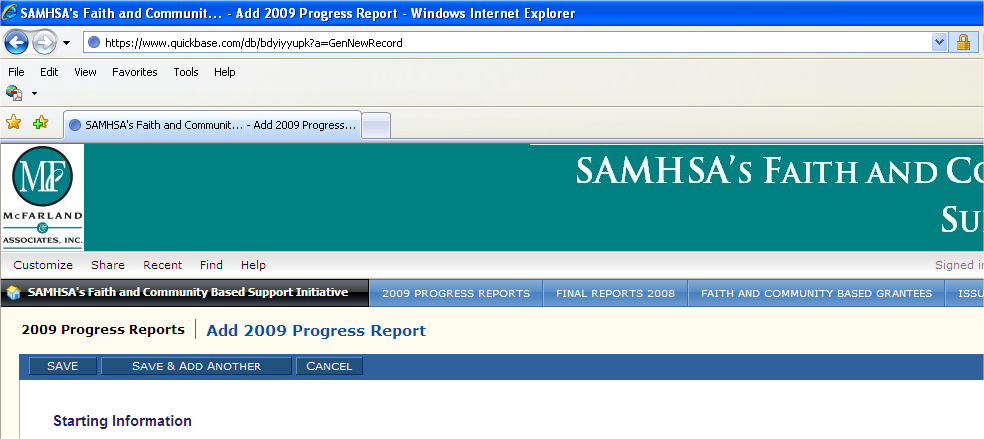 SAMHSA's Faith and Communit... - Add 2009 Progress Report - Windows Internet Explorer
https://www.quickbase.com/db/bdyiyyupk?a=GenNewRecord
File Edit View Favorites Tools Help
SAMHSA's Faith and Communit... - Add 2009 Progress...
MF
MCFARLAND
&
ASSOCIATES, INC.
SAMHSA'S FAITH AND CO
SU
Customize Share Recent Find Help Signed in
SAMHSA's Faith and Community Based Support Initiative 2009 PROGRESS REPORTS FINAL REPORTS 2008 FAITH AND COMMUNITY BASED GRANTEES ISSU
2009 Progress Reports Add 2009 Progress Report
SAVE SAVE & ADD ANOTHER CANCEL
Starting Information